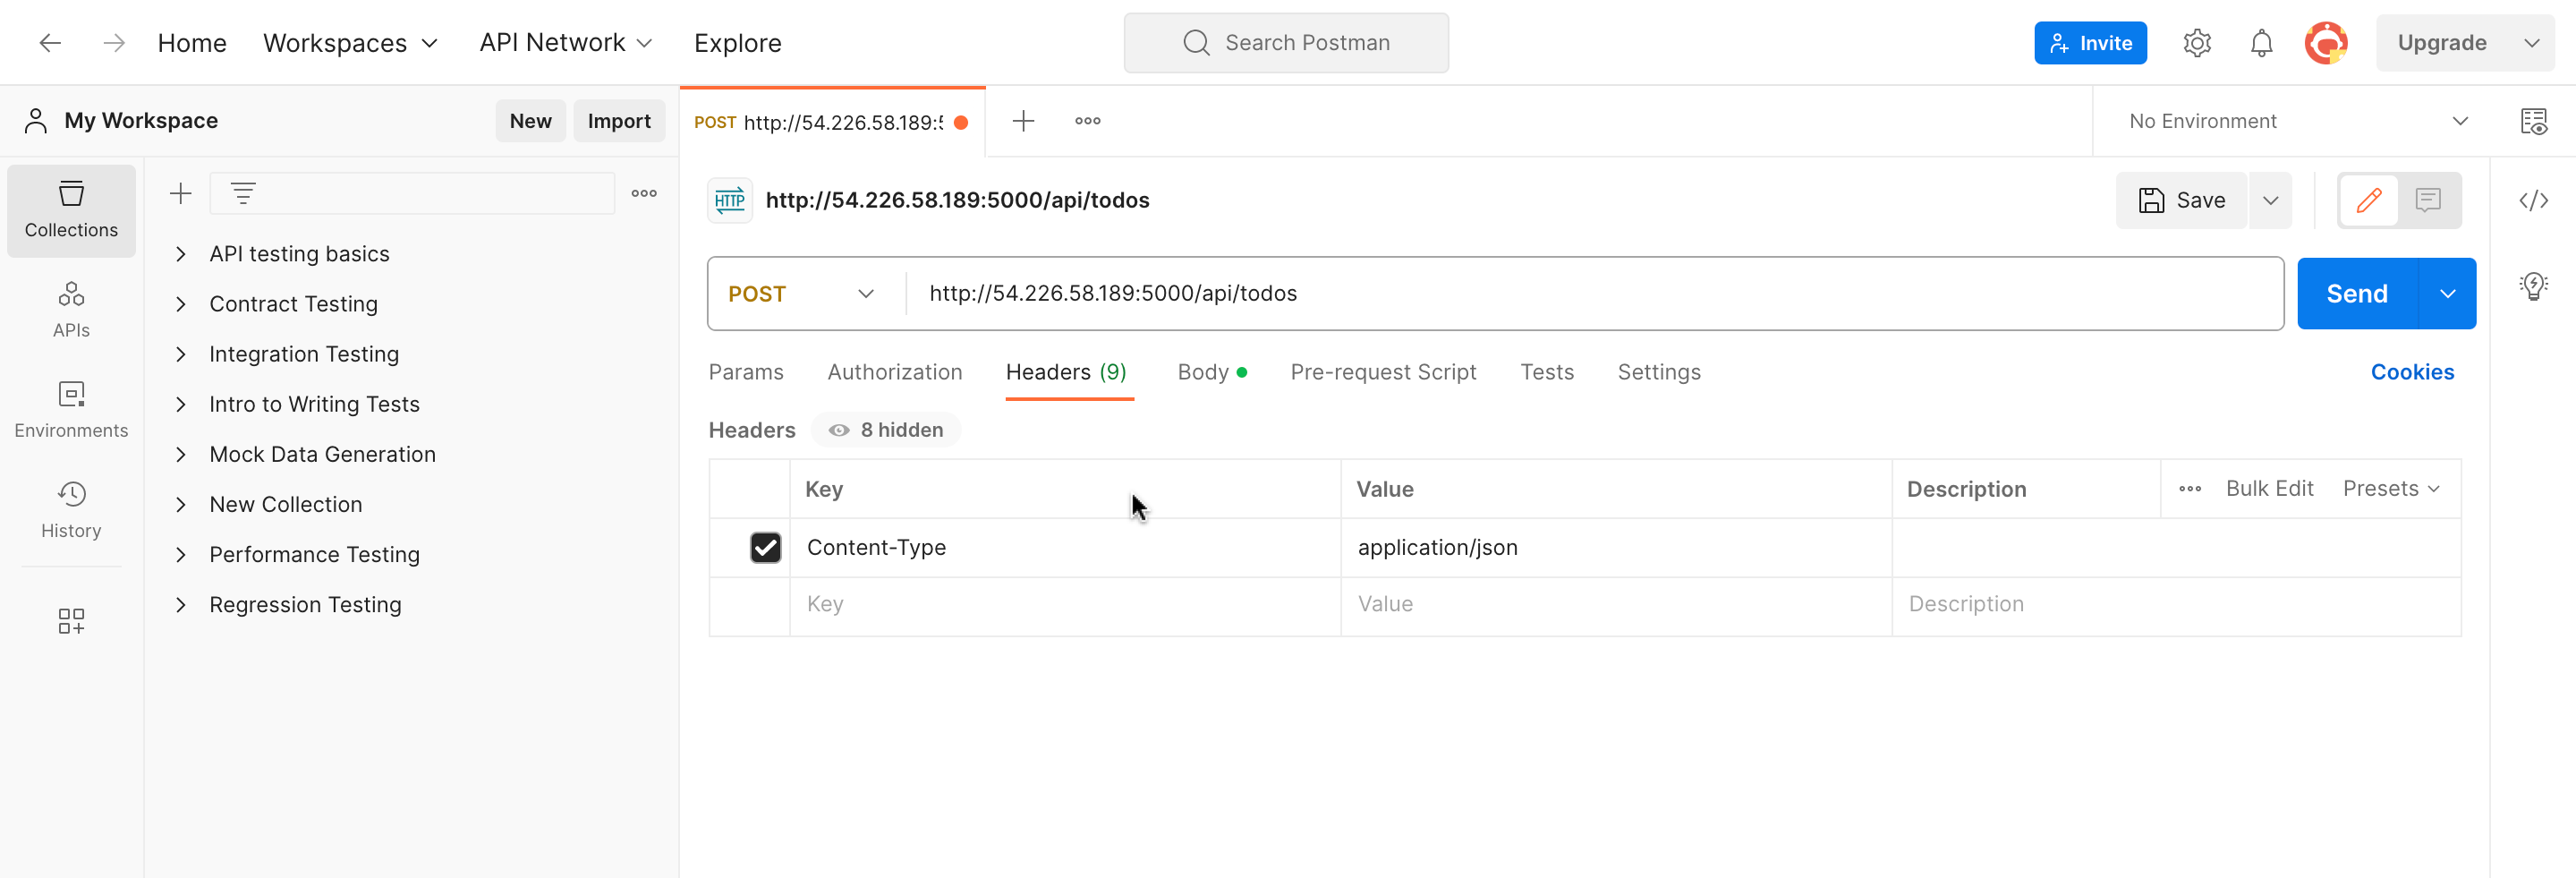 Home Workspaces API Network Explore Search Postman Invite Upgrade
My Workspace New Import POST http://54.226.58.189:5 No Environment
Collections
APIs
Environments
History
API testing basics
Contract Testing
Integration Testing
Intro to Writing Tests
Mock Data Generation
New Collection
Performance Testing
Regression Testing
HTTP http://54.226.58.189:5000/api/todos Save
POST http://54.226.58.189:5000/api/todos Send
Params Authorization Headers (9) Body Pre-request Script Tests Settings Cookies
Headers 8 hidden
Key Value Description Bulk Edit Presets
Content-Type application/json
Key Value Description